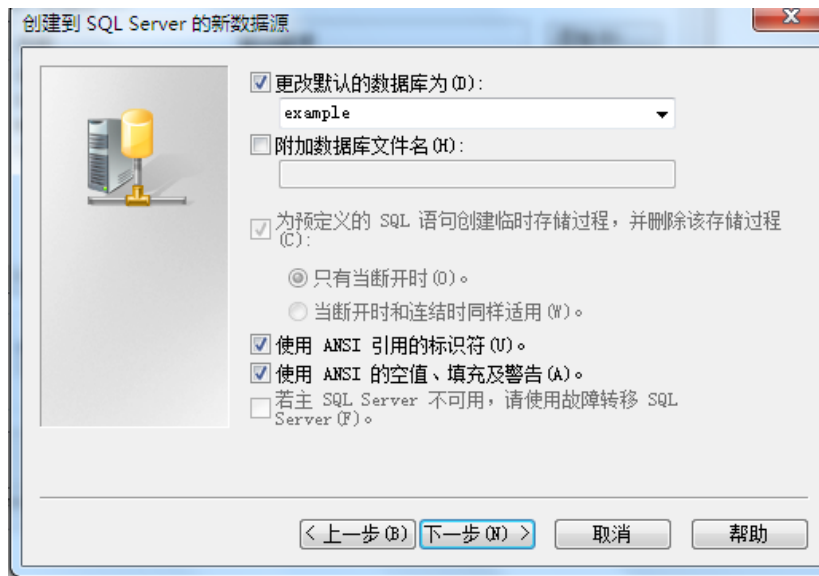 创建到 SQL Server 的新数据源
更改默认的数据库为(D):
example
附加数据库文件名(H):
为预定义的 SQL 语句创建临时存储过程，并删除该存储过程
(C):
只有当断开时(O)。
当断开时和连结时同样适用(W)。
使用 ANSI 引用的标识符(U)。
使用 ANSI 的空值、填充及警告(A)。
若主 SQL Server 不可用，请使用故障转移 SQL
Server(F)。
< 上一步(B) 下一步(N) > 取消 帮助